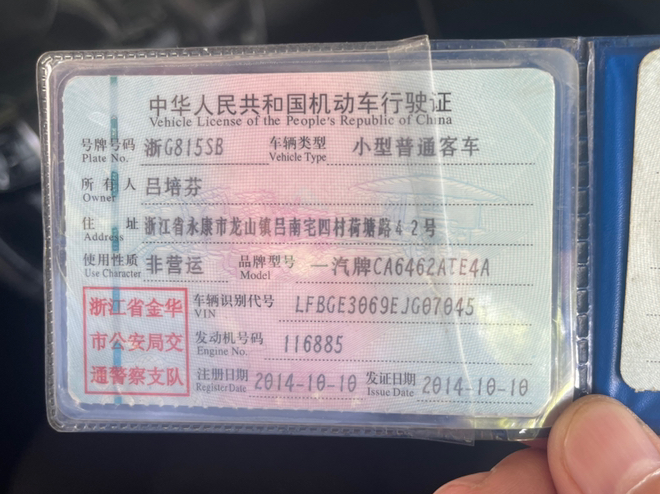 中华人民共和国机动车行驶证
Vehicle License of the People's Republic of China
号牌号码 浙G815SB 车辆类型 小型普通客车
Plate No. Vehicle Type
所有人 吕培芬
Owner
住址 浙江省永康市龙山镇吕南宅四村荷塘路42号
Address
使用性质 非营运 品牌型号 一汽牌CA6462ATE4A
Use Character Model
浙江省金华
市公安局交
通警察支队
车辆识别代号 LFBGE3069EJG07045
VIN
发动机号码 116885
Engine No.
注册日期 2014-10-10 发证日期 2014-10-10
Register Date Issue Date